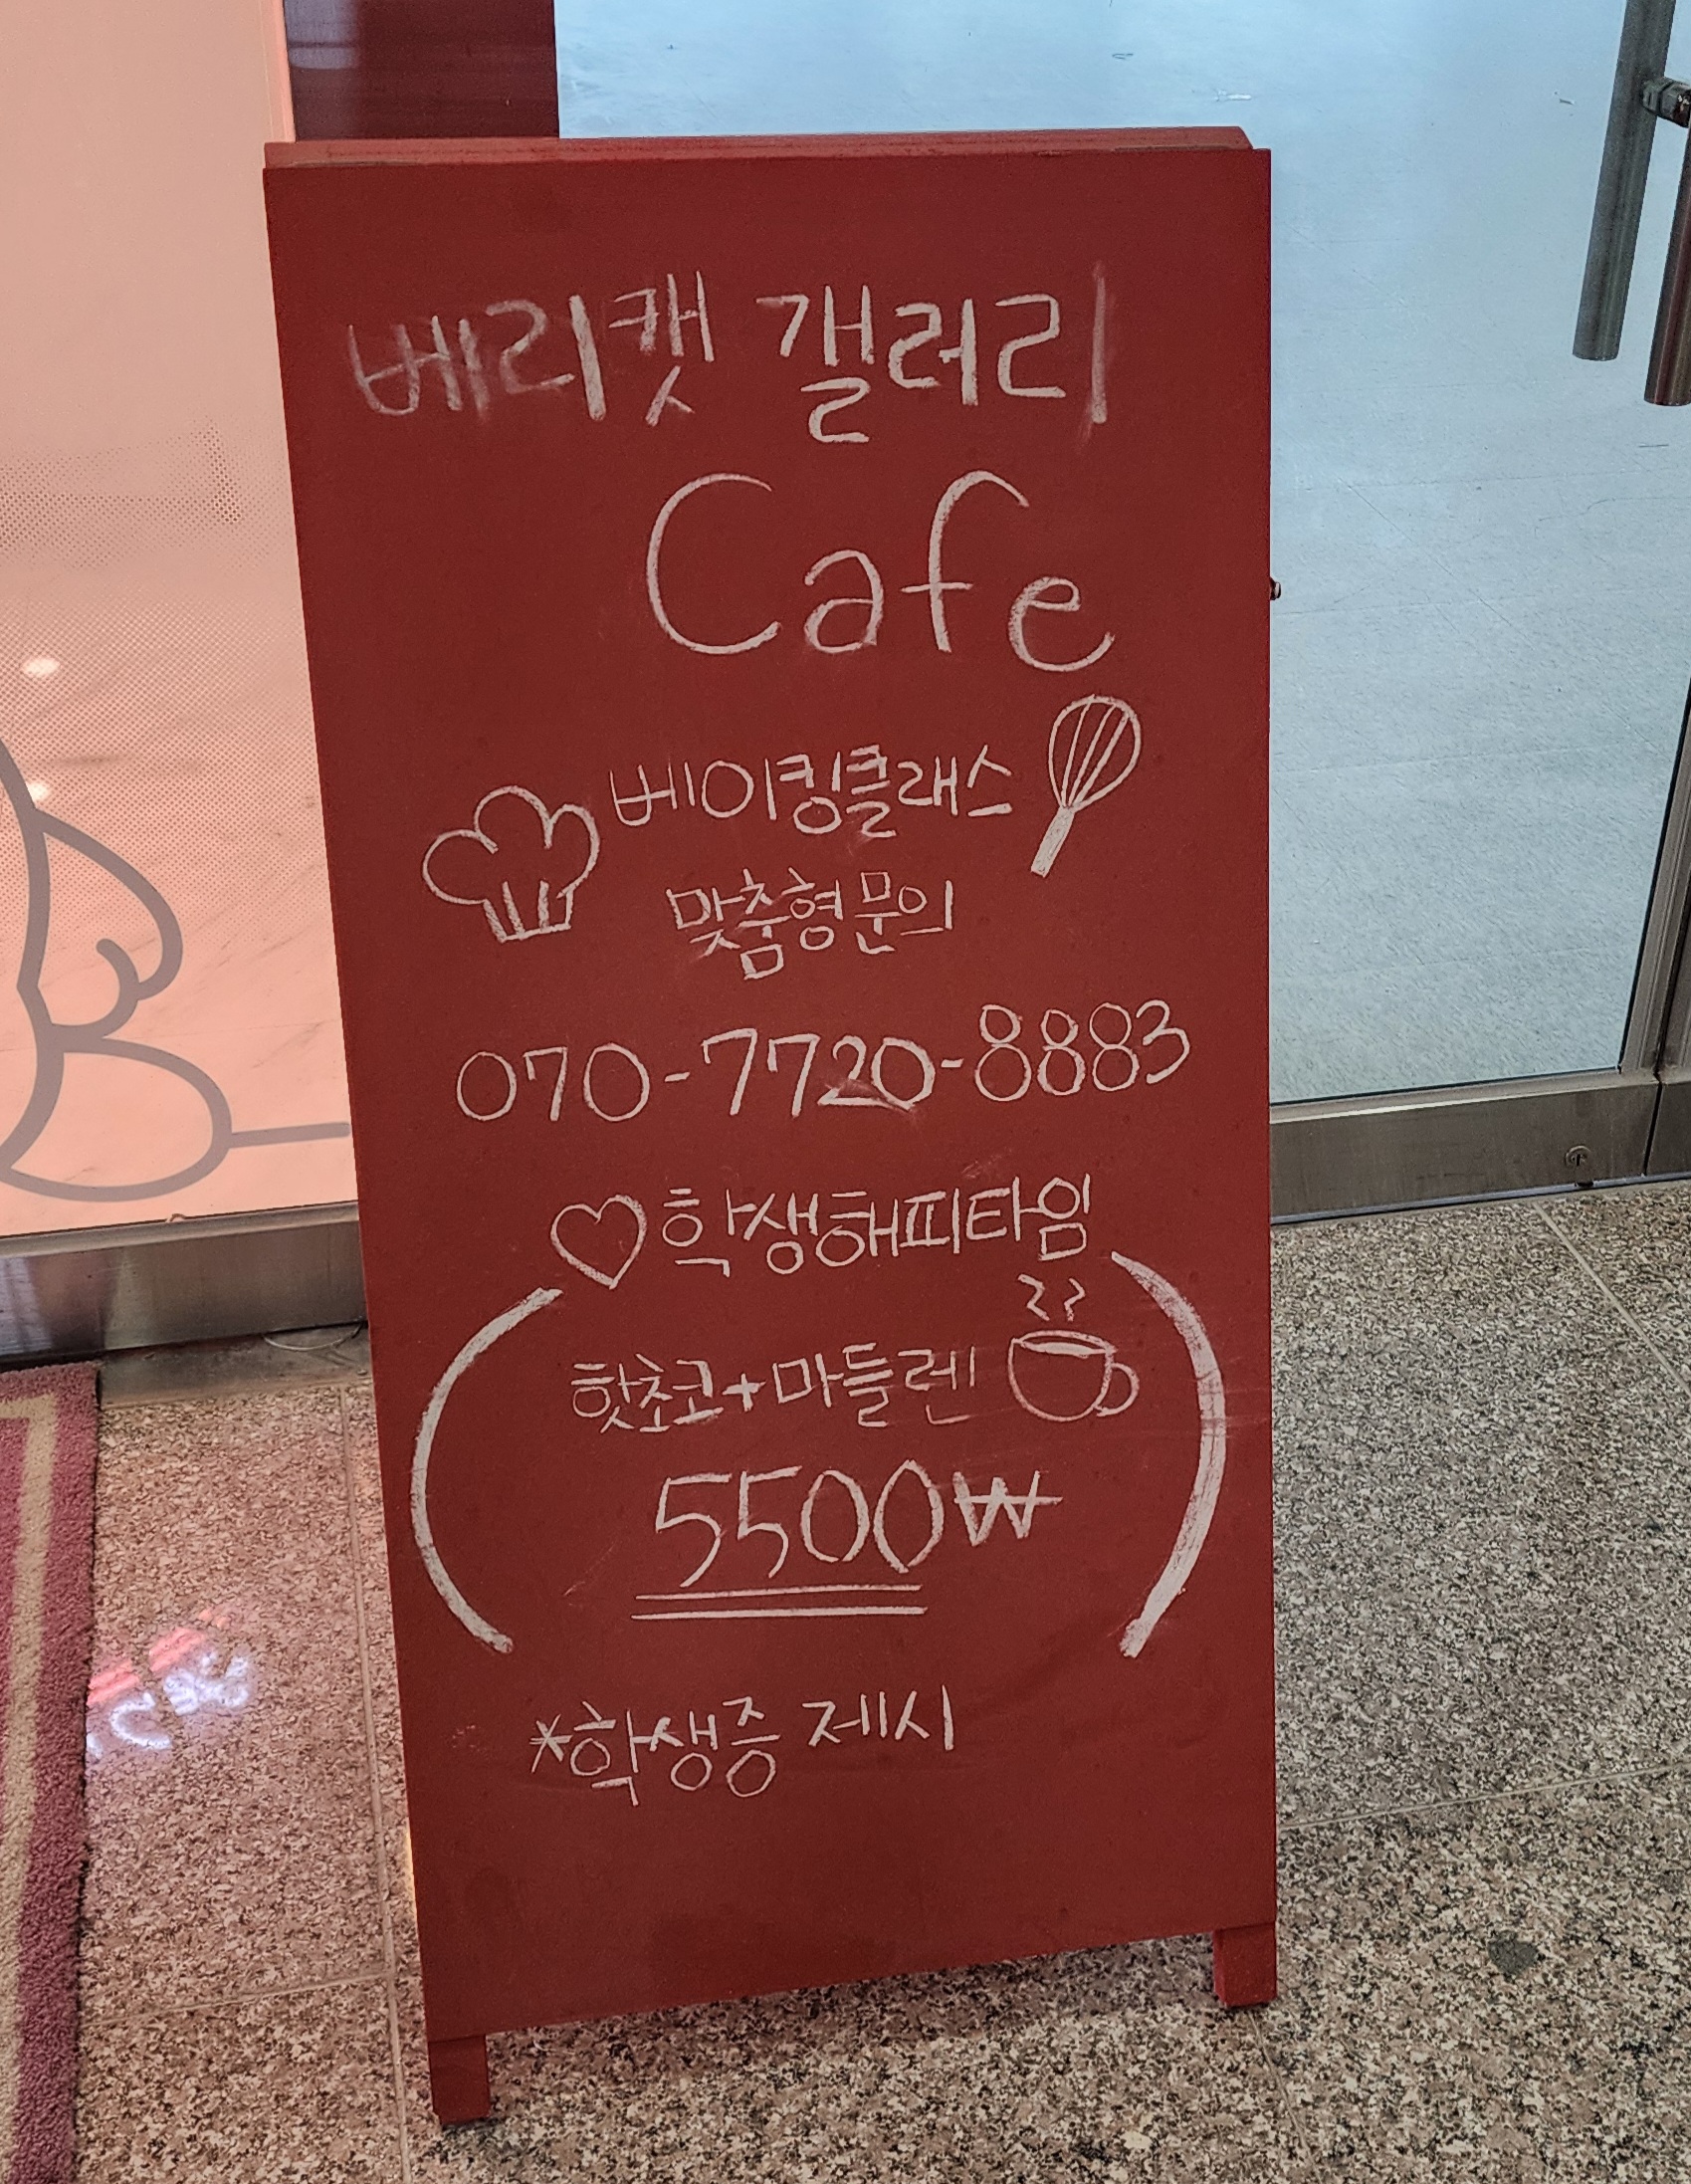 베리캣 갤러리
Cafe
베이킹클래스
맞춤형문의
070-7720-8883
♡학생해피타임
(핫초코+마들렌
5500₩)
*학생증 제시